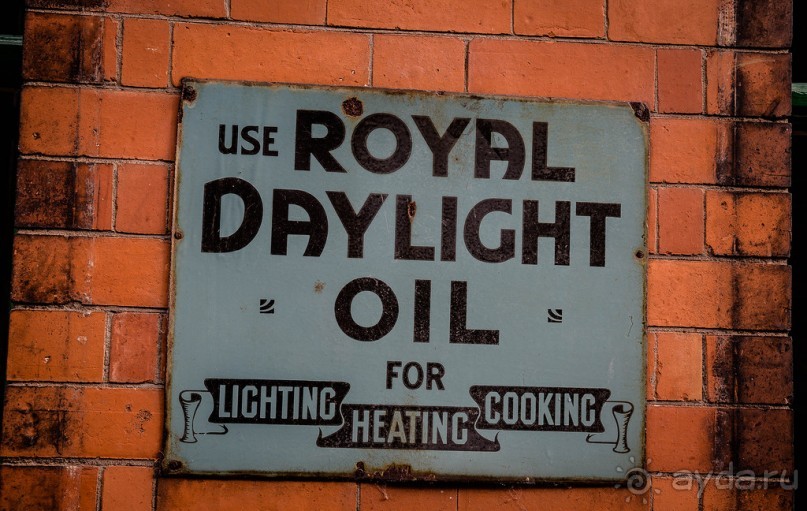 USE ROYAL
DAYLIGHT
OIL
FOR
LIGHTING HEATING COOKING
ayda.ru